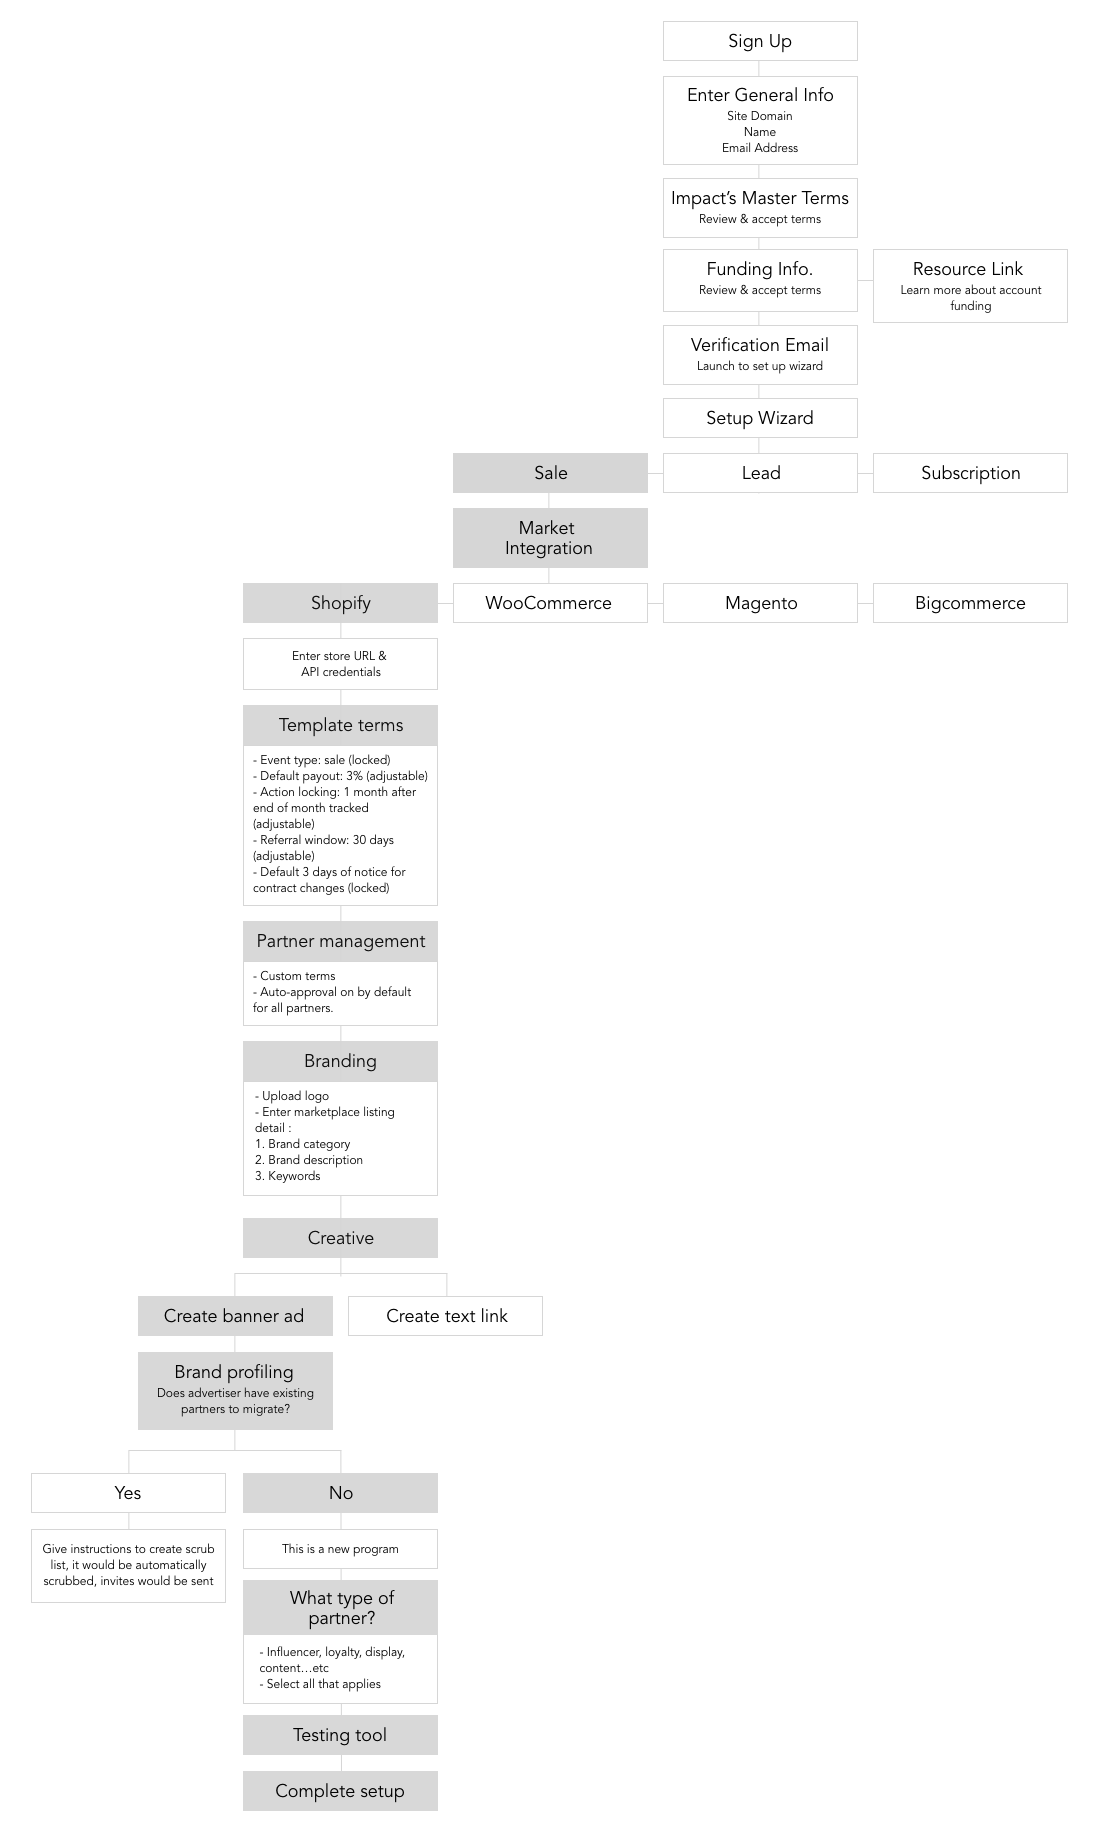 Sign Up
Enter General Info
Site Domain
Name
Email Address
Impact's Master Terms
Review & accept terms
Funding Info.
Review & accept terms
Resource Link
Learn more about account
funding
Verification Email
Launch to set up wizard
Setup Wizard
Sale
Lead
Subscription
Market
Integration
Shopify
WooCommerce
Magento
Bigcommerce
Enter store URL &
API credentials
Template terms
- Event type: sale (locked)
- Default payout: 3% (adjustable)
- Action locking: 1 month after
end of month tracked
(adjustable)
- Referral window: 30 days
(adjustable)
- Default 3 days of notice for
contract changes (locked)
Partner management
- Custom terms
- Auto-approval on by default
for all partners.
Branding
- Upload logo
- Enter marketplace listing
detail :
1. Brand category
2. Brand description
3. Keywords
Creative
Create banner ad
Create text link
Brand profiling
Does advertiser have existing
partners to migrate?
Yes
No
Give instructions to create scrub
list, it would be automatically
scrubbed, invites would be sent
This is a new program
What type of
partner?
- Influencer, loyalty, display,
content...etc
- Select all that applies
Testing tool
Complete setup